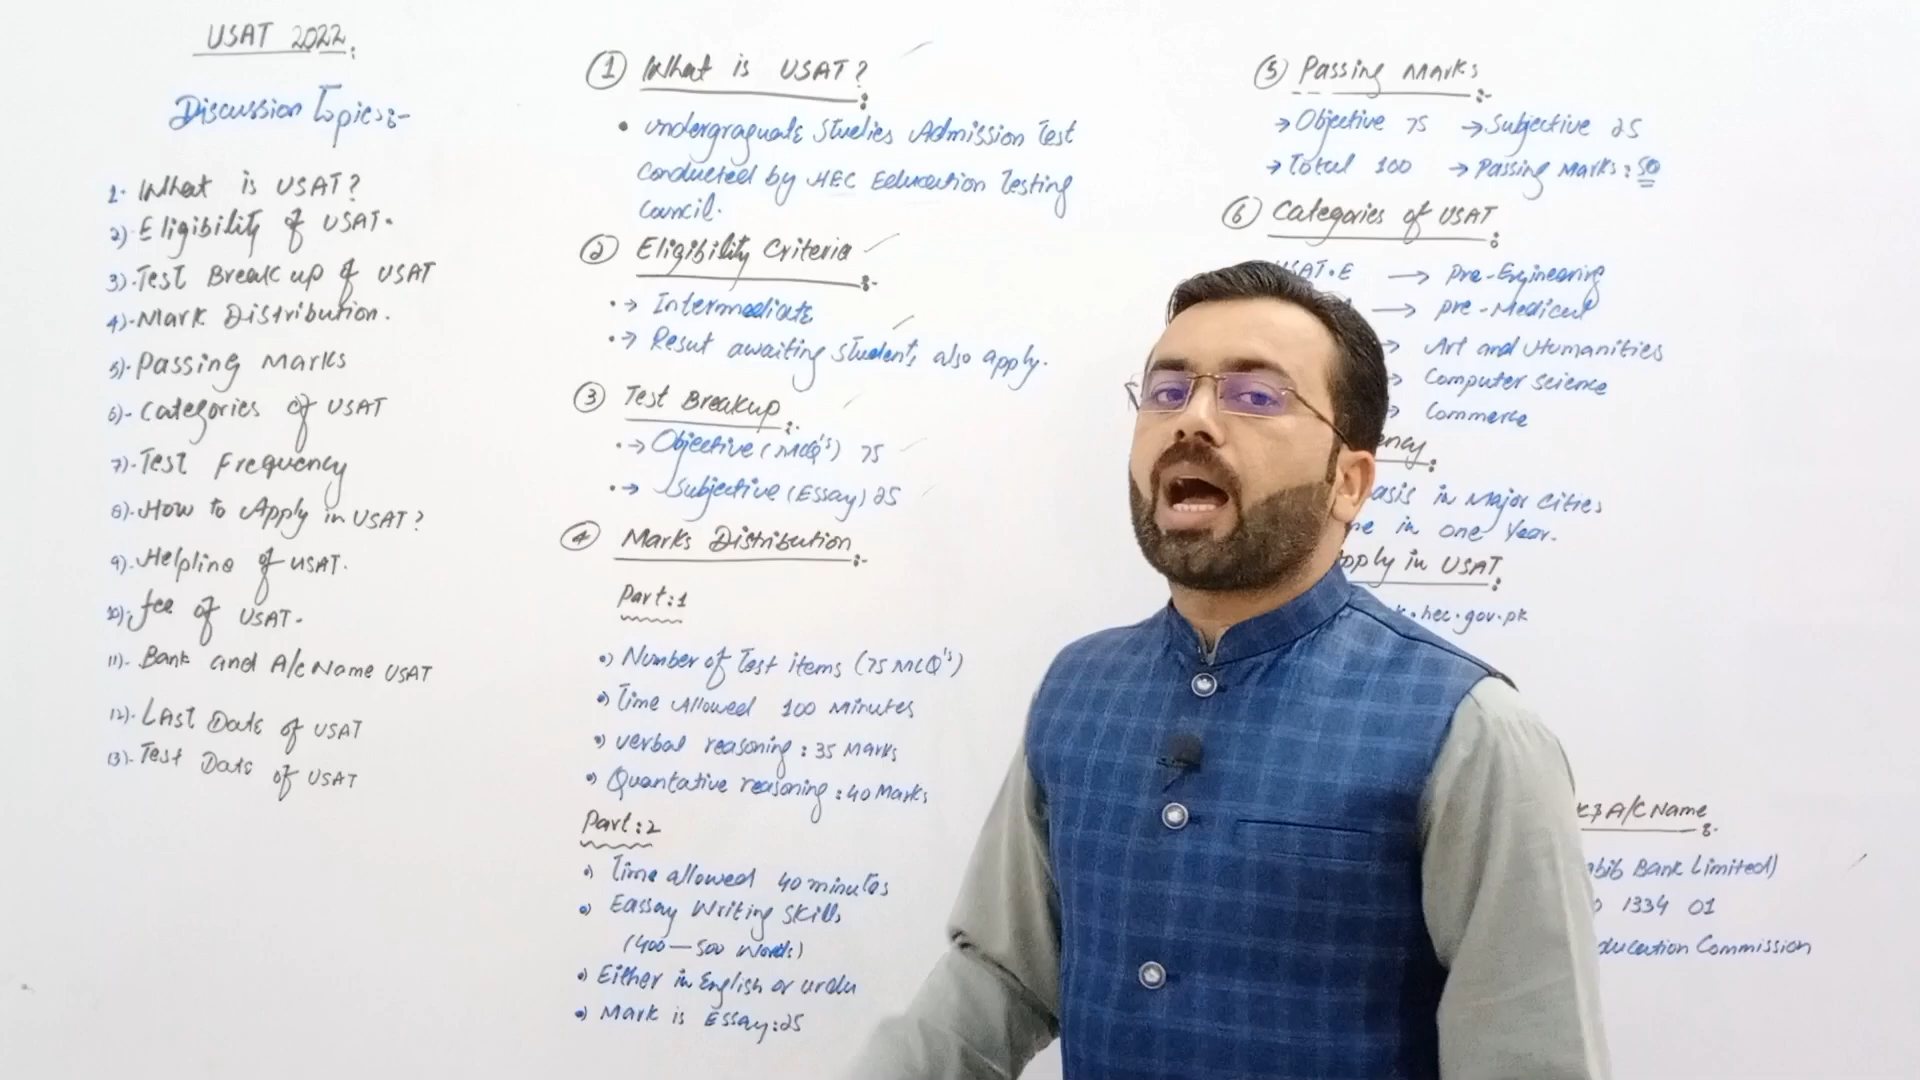 USAT 2022:
Discussion Topics:-
1. What is USAT?
2) Eligibility of USAT.
3). Test Break up of USAT
4). Mark Distribution.
5). Passing Marks
6). Categories of USAT
7). Test Frequency
8). How to Apply in USAT?
9). Helpline of USAT.
10). fee of USAT.
11). Bank and A/c Name USAT
12). Last Date of USAT
13). Test Date of USAT
① What is USAT?:
• undergraguate Studies Admission Test
Conducted by HEC Education Testing
Council.
② Eligibility Criteria:-
•→ Intermediate
•→ Resut awaiting students also apply.
③ Test Breakup:-
•→ Objective (MCQ's) 75
•→ Subjective (Essay) 25
④ Marks Distribution:-
Part:1
•) Number of Test items (75 MCQ's)
•) Time Allowed 100 Minutes
•) verbal reasoning : 35 Marks
•) Quantative reasoning : 40 Marks
Part:2
•) Time allowed 40 minutes
•) Eassay Writing Skills
(400—500 Words)
•) Either in English or urdu
•) Mark is Essay:25
⑤ Passing Marks:-
→ Objective 75 → Subjective 25
→ Total 100 → Passing Marks : 50
⑥ Categories of USAT:
USAT.E → Pre-Engineering
→ Pre-Medical
→ Art and Humanities
→ Computer Science
→ Commerce
ency:
asis in Major Cities
in one Year.
Apply in USAT:
.hec.gov.pk
A/C Name:-
Bank Limited)
1334 01
ducation Commission